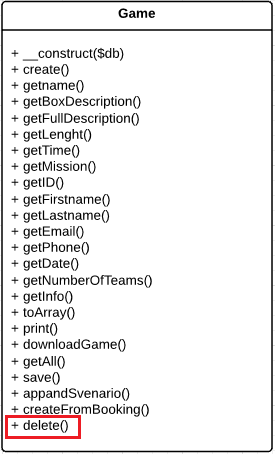 Game
+ __construct($db)
+ create()
+ getname()
+ getBoxDescription()
+ getFullDescription()
+ getLenght()
+ getTime()
+ getMission()
+ getID()
+ getFirstname()
+ getLastname()
+ getEmail()
+ getPhone()
+ getDate()
+ getNumberOfTeams()
+ getInfo()
+ toArray()
+ print()
+ downloadGame()
+ getAll()
+ save()
+ appandSvenario()
+ createFromBooking()
+ delete()